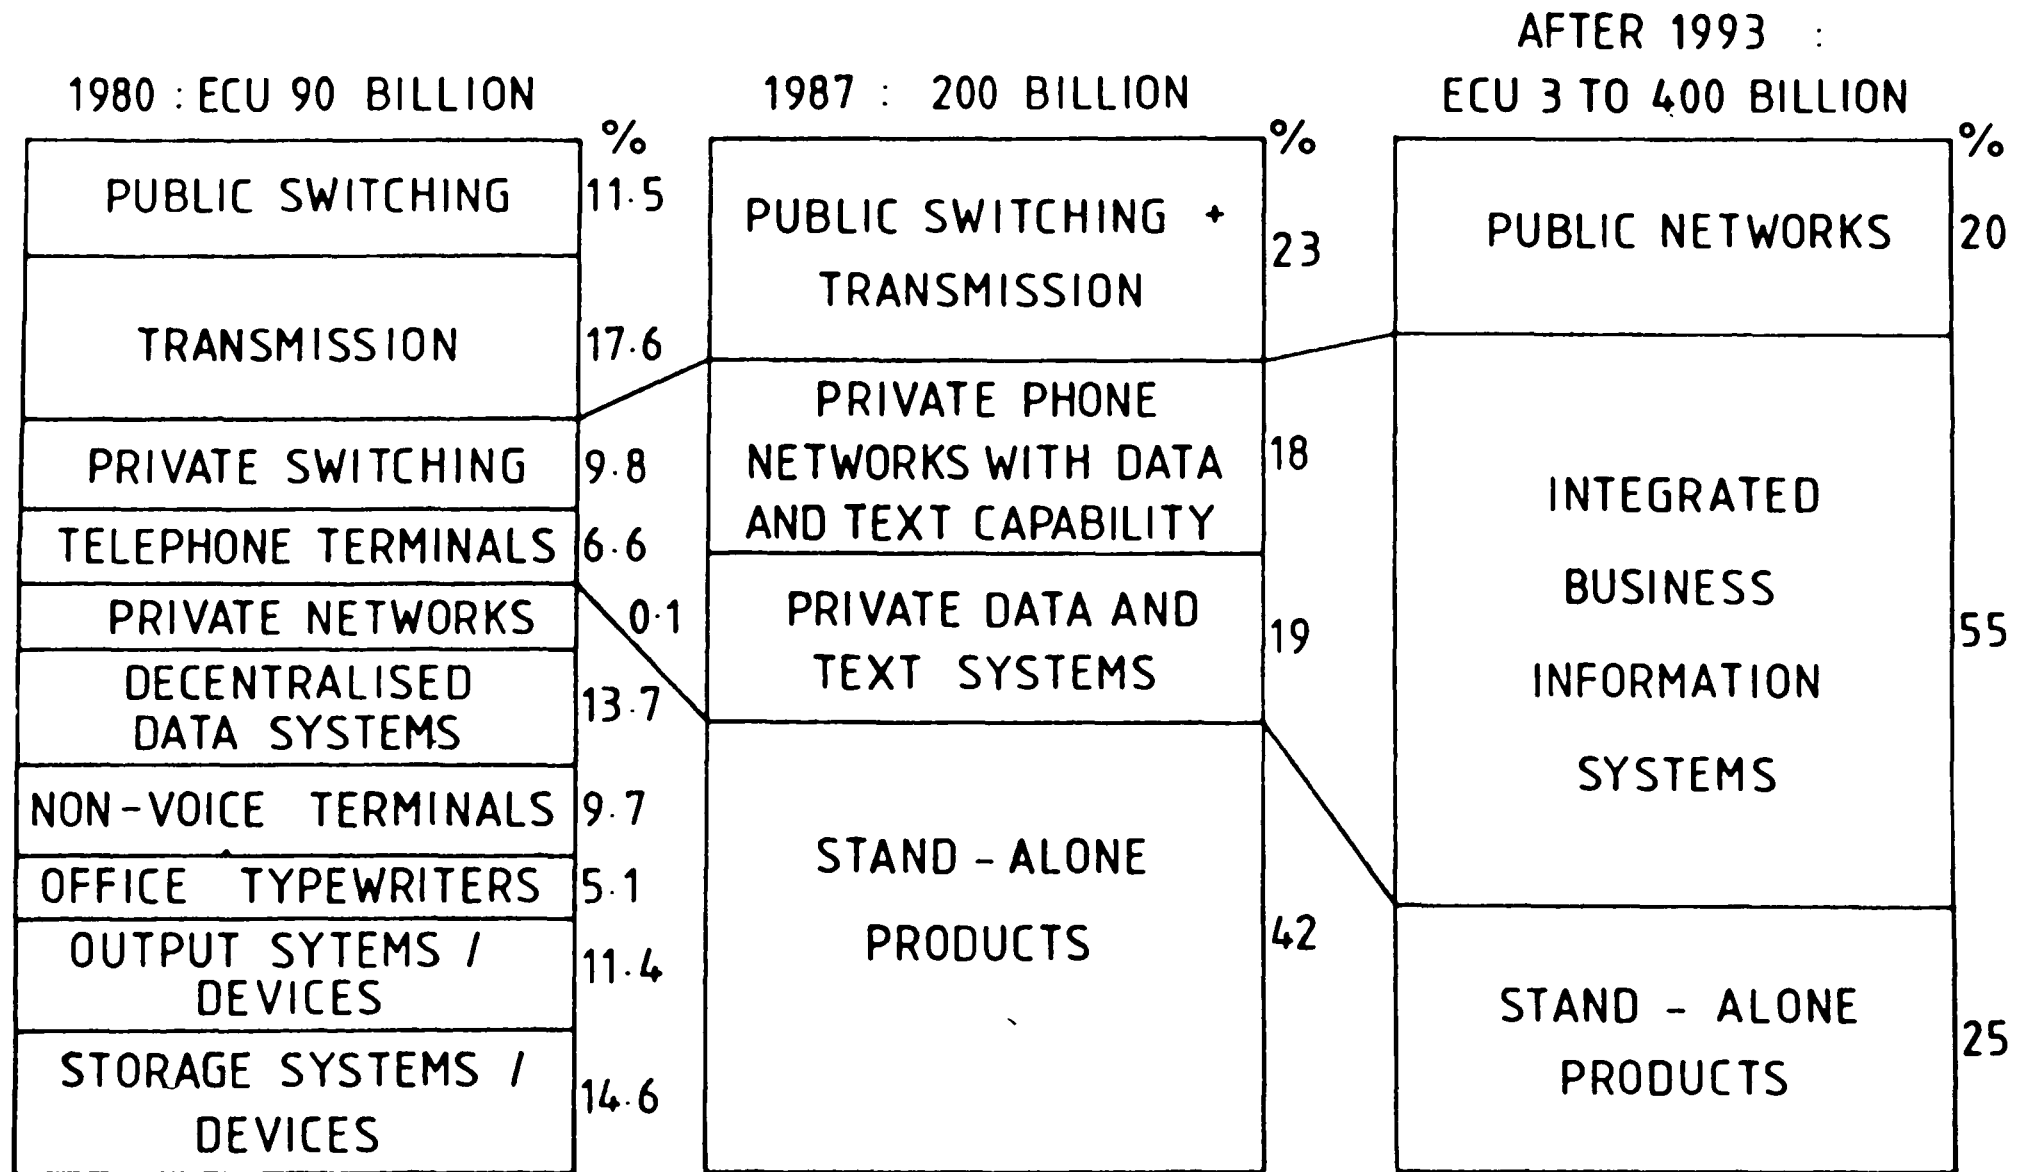 1980 : ECU 90 BILLION
%
PUBLIC SWITCHING 11.5
TRANSMISSION 17.6
PRIVATE SWITCHING 9.8
TELEPHONE TERMINALS 6.6
PRIVATE NETWORKS 0.1
DECENTRALISED
DATA SYSTEMS
13.7
NON-VOICE TERMINALS 9.7
OFFICE TYPEWRITERS 5.1
OUTPUT SYTEMS /
DEVICES
11.4
STORAGE SYSTEMS /
DEVICES
14.6
1987 : 200 BILLION
%
PUBLIC SWITCHING +
TRANSMISSION
23
PRIVATE PHONE
NETWORKS WITH DATA
AND TEXT CAPABILITY
18
PRIVATE DATA AND
TEXT SYSTEMS
19
STAND - ALONE
PRODUCTS
42
AFTER 1993 :
ECU 3 TO 400 BILLION
%
PUBLIC NETWORKS 20
INTEGRATED
BUSINESS
INFORMATION
SYSTEMS
55
STAND - ALONE
PRODUCTS
25